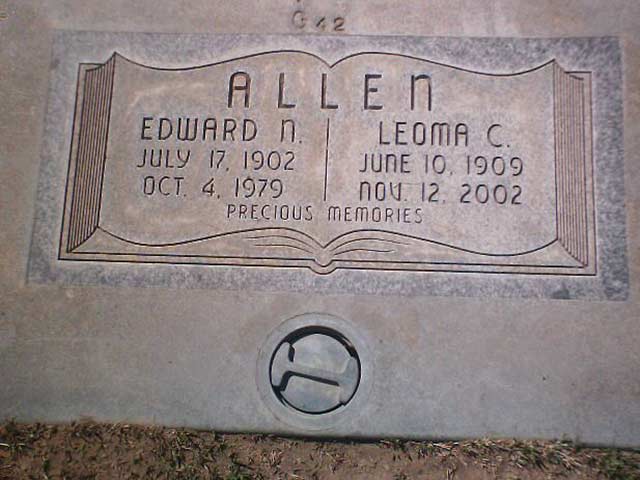 G42
ALLEN
EDWARD N.
JULY 17, 1902
OCT. 4, 1979
LEOMA C.
JUNE 10, 1909
NOV. 12, 2002
PRECIOUS MEMORIES